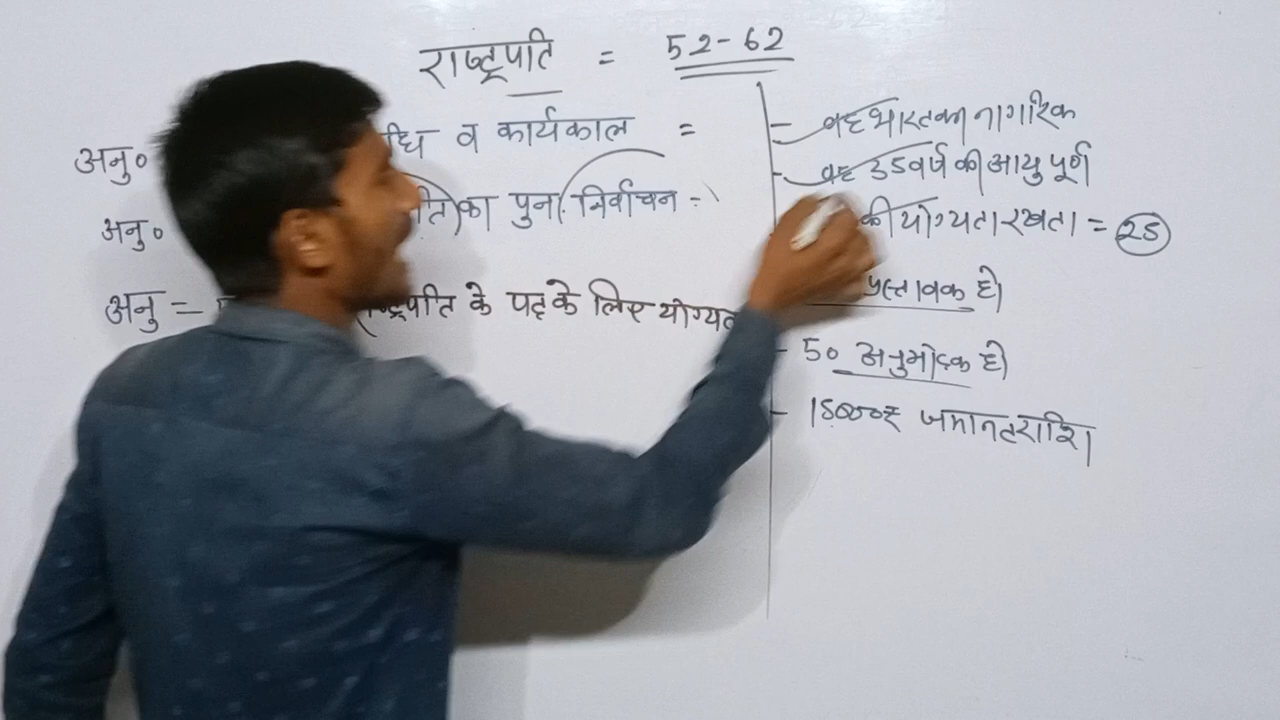 राष्ट्रपति = 52-62
अनु० व कार्यकाल =
अनु० का पुनः निर्वाचन -
अनु = के पद के लिए योग्यता
- वह भारत का नागरिक
- वह 35 वर्ष की आयु पूर्ण
की योग्यता रखता = 25
प्रस्तावक हो
- 50 अनुमोदक हो
- 15000₹ जमानत राशि